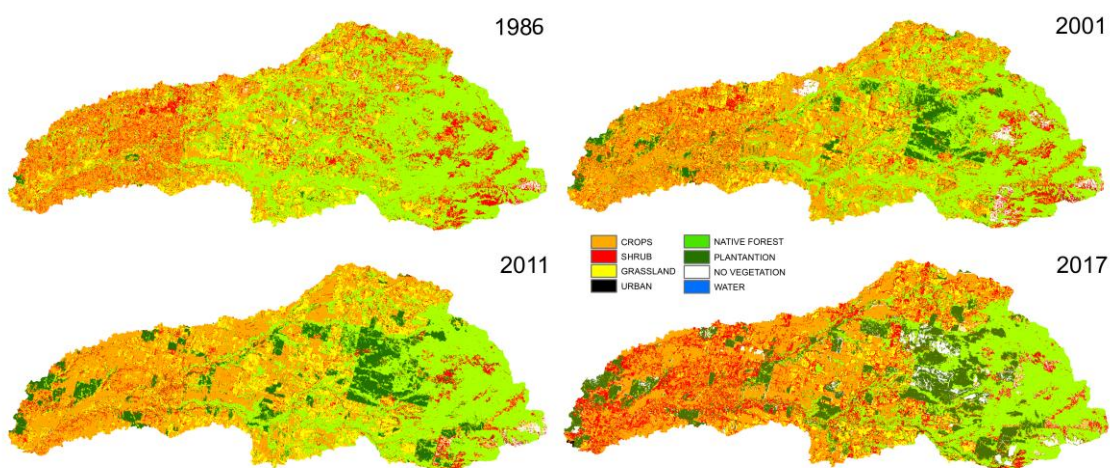 1986
2001
CROPS
SHRUB
GRASSLAND
URBAN
NATIVE FOREST
PLANTANTION
NO VEGETATION
WATER
2011
2017